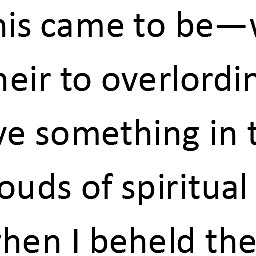 his came to be—
heir to overlordin
ve something in t
ouds of spiritual
hen I beheld the